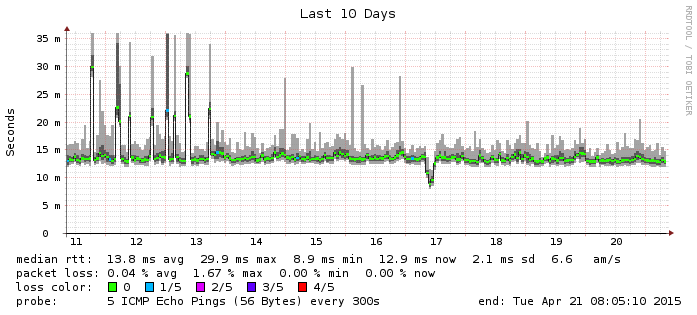 Last 10 Days
RRDTOOL / TOBI OETIKER
Seconds
35 m
30 m
25 m
20 m
15 m
10 m
5 m
0
11 12 13 14 15 16 17 18 19 20
median rtt: 13.8 ms avg 29.9 ms max 8.9 ms min 12.9 ms now 2.1 ms sd 6.6 am/s
packet loss: 0.04 % avg 1.67 % max 0.00 % min 0.00 % now
loss color: 0 1/5 2/5 3/5 4/5
probe: 5 ICMP Echo Pings (56 Bytes) every 300s end: Tue Apr 21 08:05:10 2015